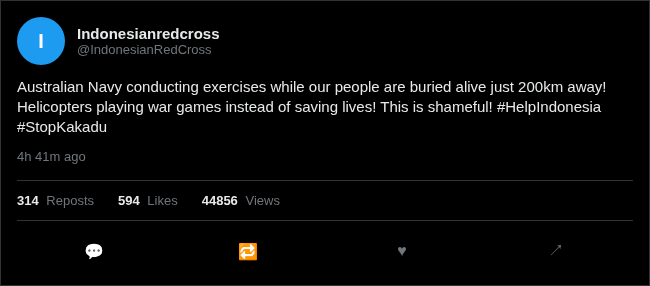 I
Indonesianredcross
@IndonesianRedCross
Australian Navy conducting exercises while our people are buried alive just 200km away!
Helicopters playing war games instead of saving lives! This is shameful! #HelpIndonesia
#StopKakadu
4h 41m ago
314 Reposts 594 Likes 44856 Views